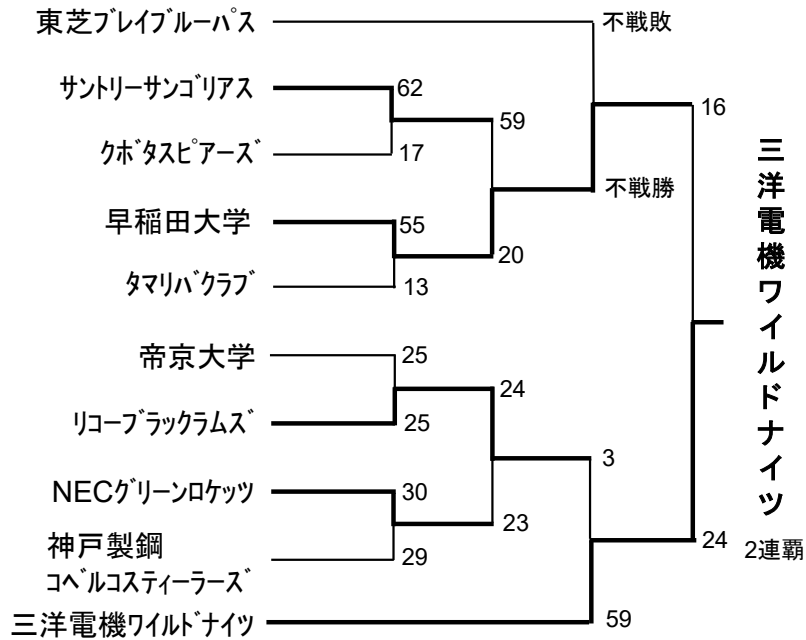 東芝ブレイブルーパス
不戦敗
サントリーサンゴリアス
62
16
59
クボタスピアーズ
17
不戦勝
早稲田大学
55
20
タマリバクラブ
13
三洋電機ワイルドナイツ
帝京大学
25
24
リコーブラックラムズ
25
3
NECグリーンロケッツ
30
23
神戸製鋼
コベルコスティーラーズ
29
24
2連覇
三洋電機ワイルドナイツ
59